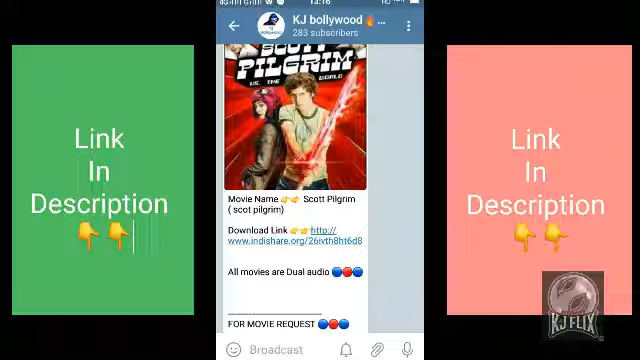 13:16
KJ bollywood🔥...
283 subscribers
SCOTT
PILGRIM
VS. THE WORLD
Link
In
Description
👇👇
Movie Name 👉👉 Scott Pilgrim
( scot pilgrim)
Download Link 👉👉http://
www.indishare.org/26ivth8ht6d8
All movies are Dual audio 🔵🔴🔵
FOR MOVIE REQUEST 🔵🔴🔵
Broadcast
Link
In
Description
👇👇
KJ FLIX